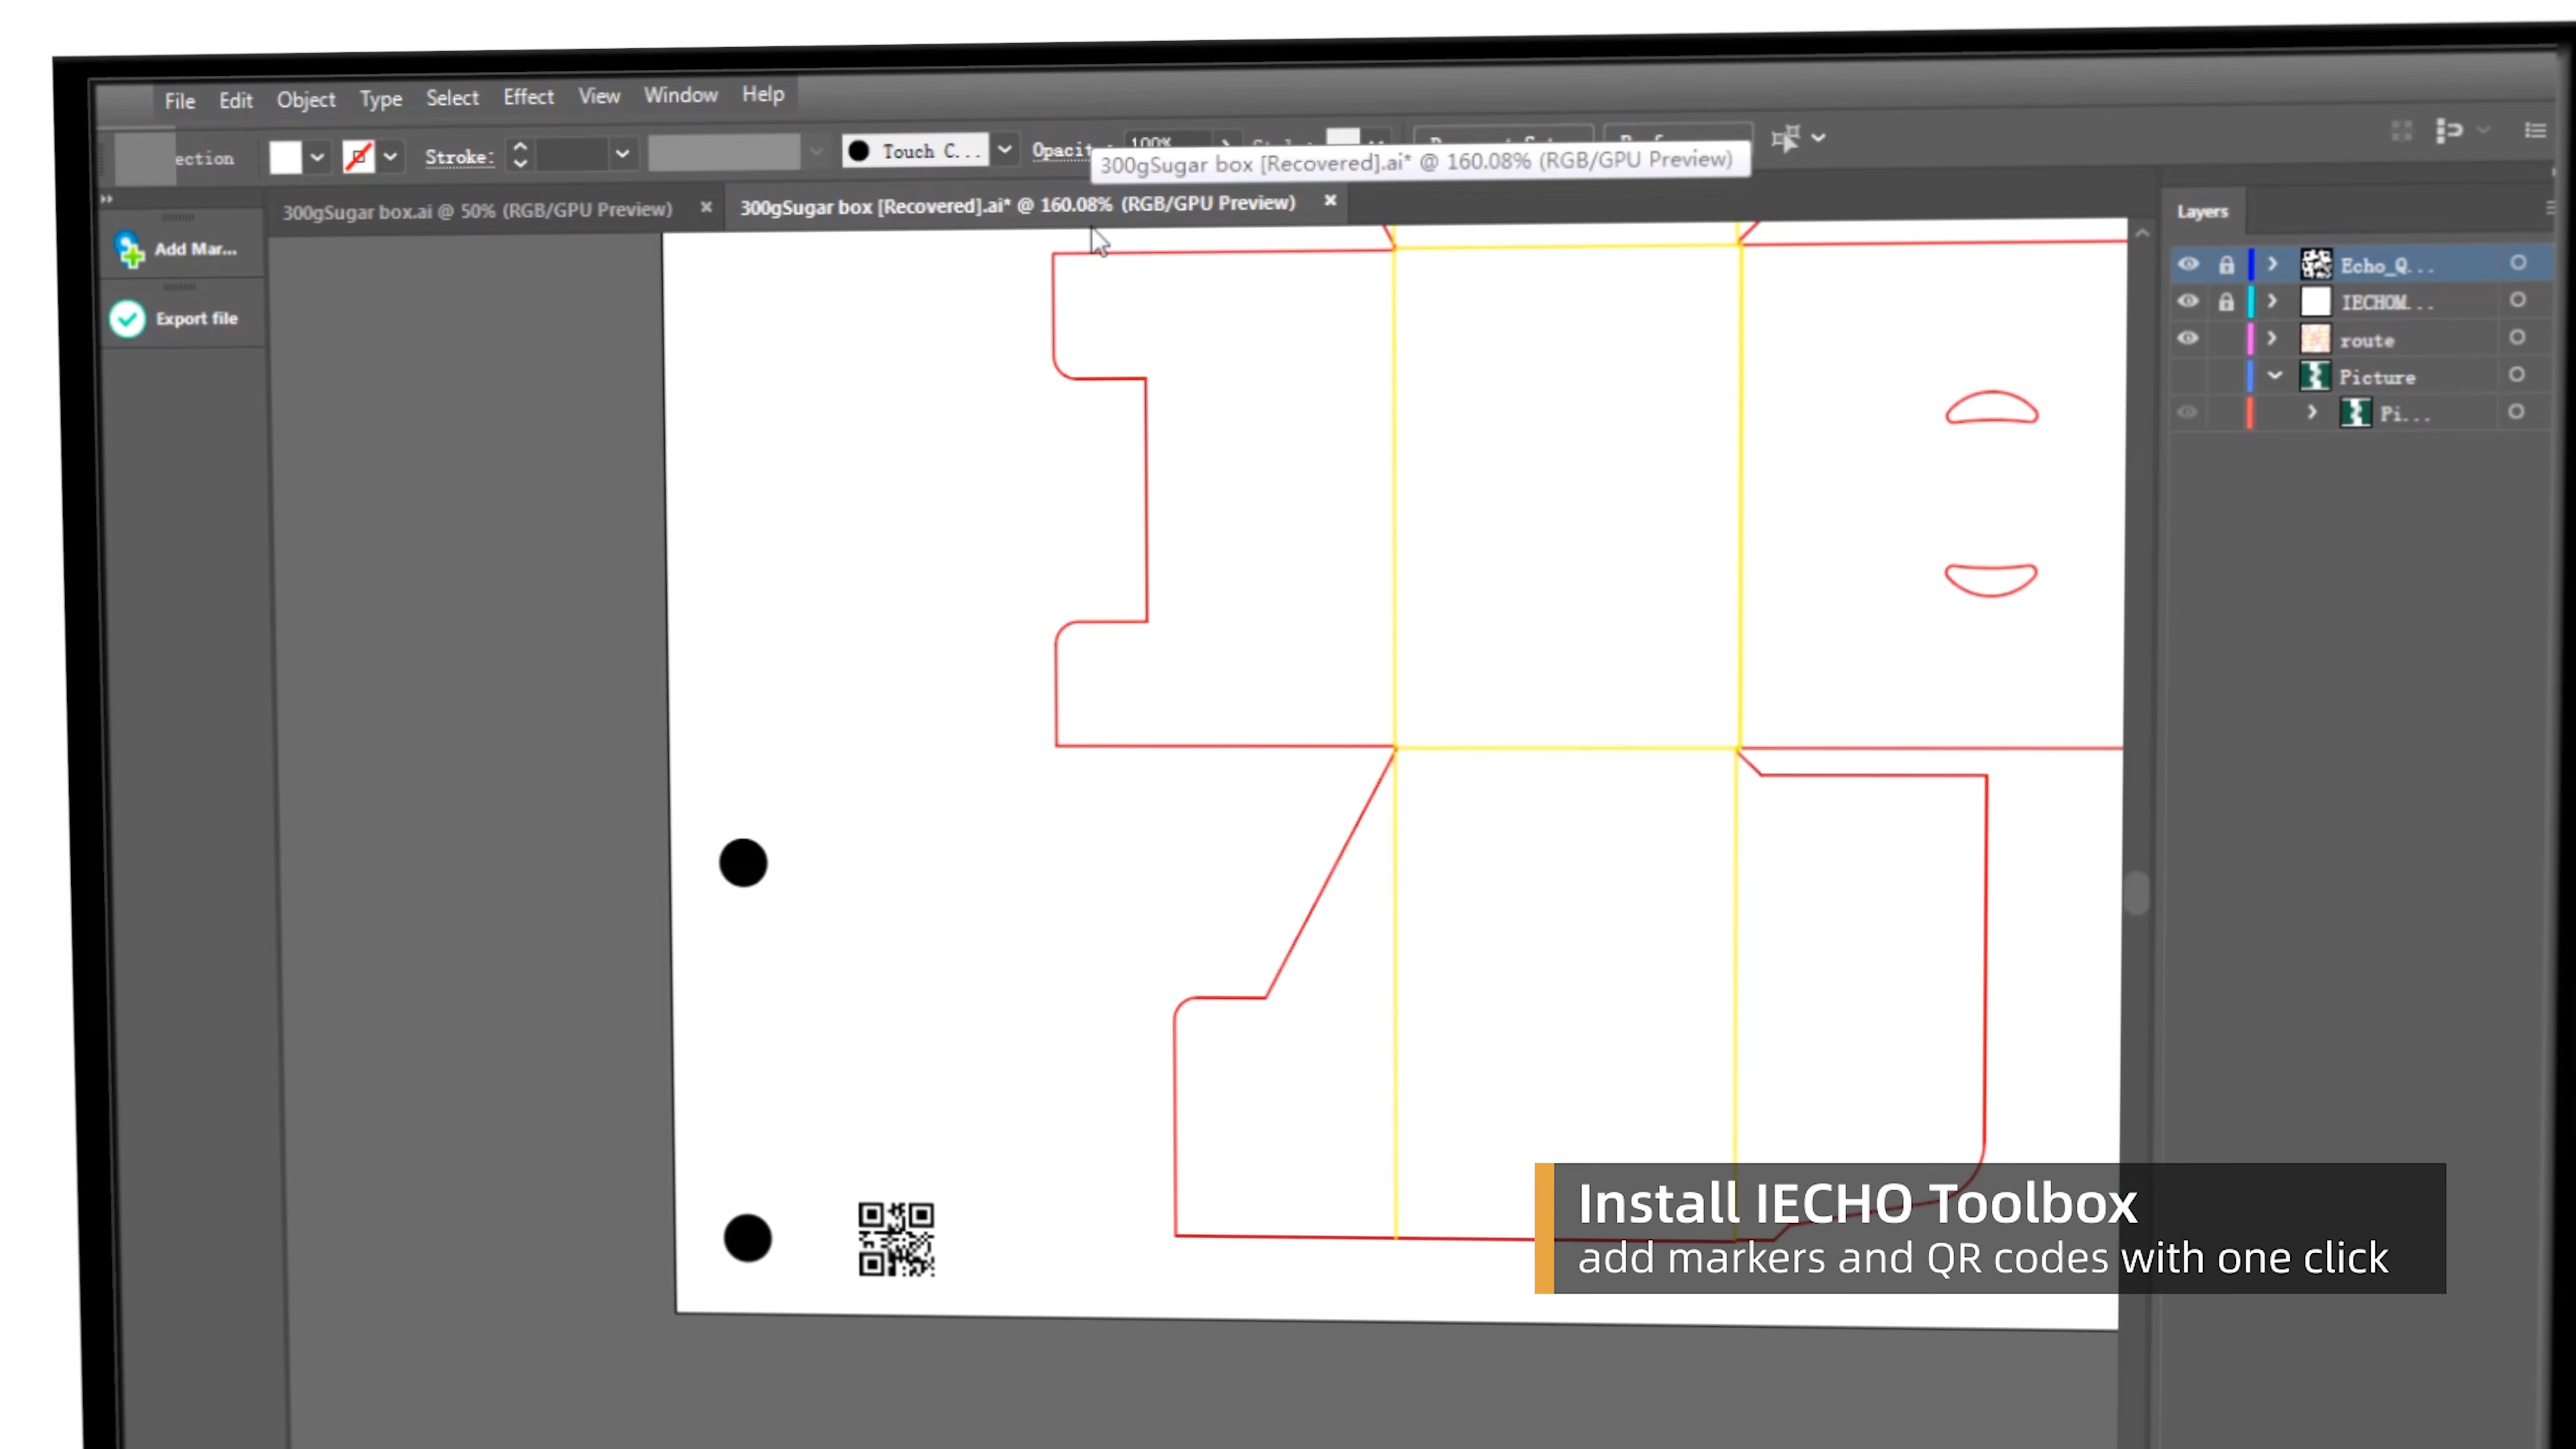 File Edit Object Type Select Effect View Window Help
ection Stroke: Touch C... Opacit 100%
300gSugar box [Recovered].ai* @ 160.08% (RGB/GPU Preview)
300gSugar box.ai @ 50% (RGB/GPU Preview) × 300gSugar box [Recovered].ai* @ 160.08% (RGB/GPU Preview) ×
Layers
Add Mar...
Export file
Echo_Q...
IECHOM...
route
Picture
Pi...
Install IECHO Toolbox
add markers and QR codes with one click